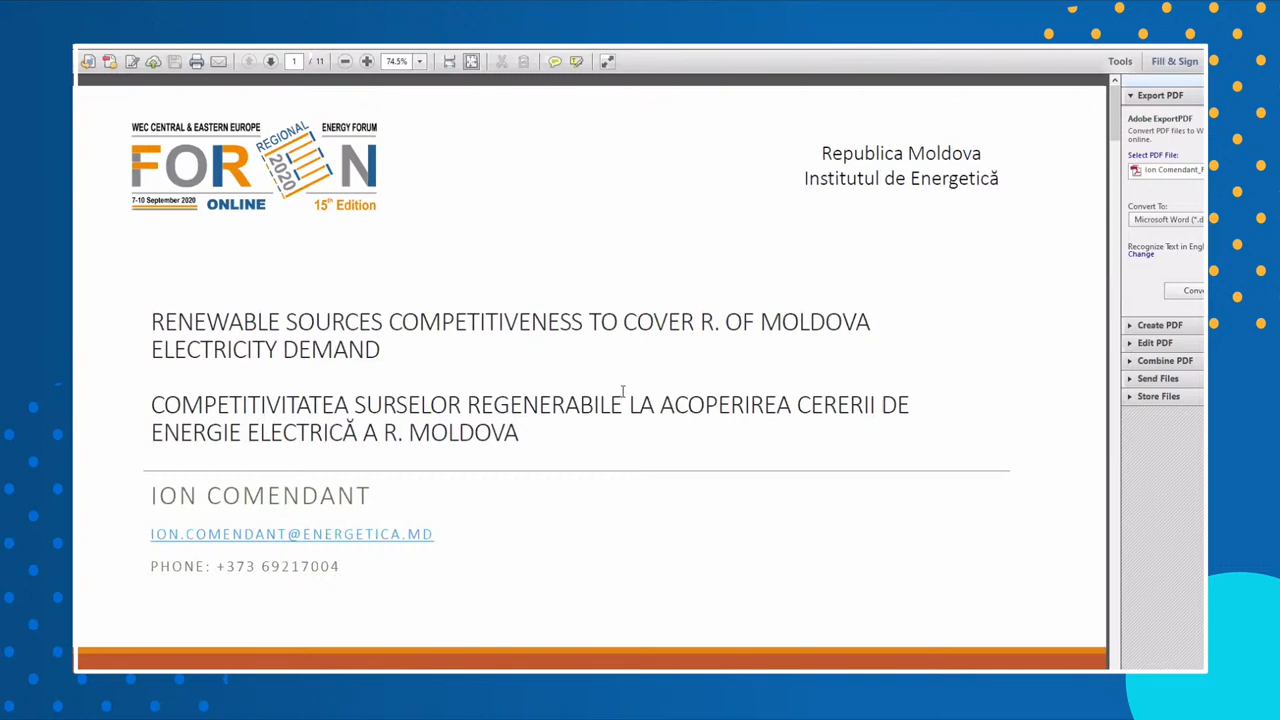 1 / 11
74.5%
Tools
Fill & Sign
Export PDF
Adobe ExportPDF
Convert PDF files to W
online.
Select PDF File:
Ion Comendant_F
Convert To:
Microsoft Word (*.d
Recognize Text in Engl
Change
Conve
Create PDF
Edit PDF
Combine PDF
Send Files
Store Files
WEC CENTRAL & EASTERN EUROPE
REGIONAL
ENERGY FORUM
FOREN
2020
7-10 September 2020
ONLINE
15th Edition
Republica Moldova
Institutul de Energetică
RENEWABLE SOURCES COMPETITIVENESS TO COVER R. OF MOLDOVA
ELECTRICITY DEMAND
COMPETITIVITATEA SURSELOR REGENERABILE LA ACOPERIREA CERERII DE
ENERGIE ELECTRICĂ A R. MOLDOVA
ION COMENDANT
ION.COMENDANT@ENERGETICA.MD
PHONE: +373 69217004